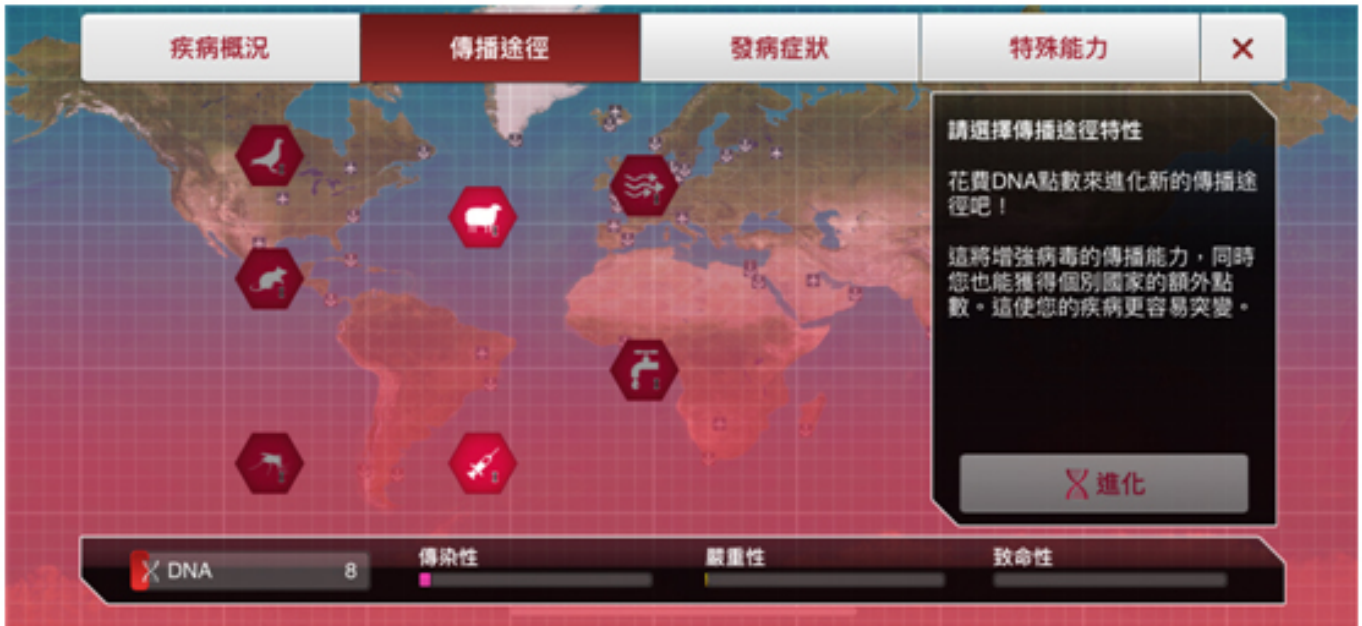 疾病概況
傳播途徑
發病症狀
特殊能力
×
請選擇傳播途徑特性
花費DNA點數來進化新的傳播途
徑吧！
這將增強病毒的傳播能力，同時
您也能獲得個別國家的額外點
數。這使您的疾病更容易突變。
進化
DNA 8
傳染性
嚴重性
致命性